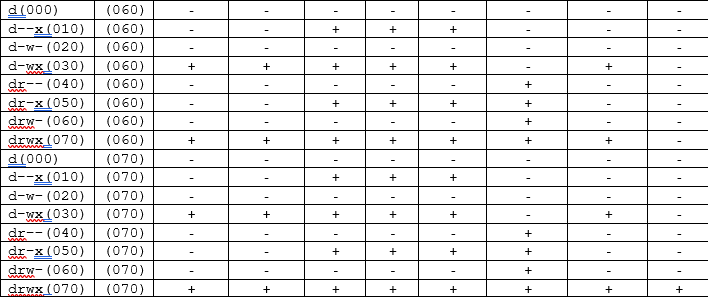 d(000) (060) - - - - - - - -
d--x(010) (060) - - + + + - - -
d-w-(020) (060) - - - - - - - -
d-wx(030) (060) + + + + + - + -
dr--(040) (060) - - - - - + - -
dr-x(050) (060) - - + + + + - -
drw-(060) (060) - - - - - + - -
drwx(070) (060) + + + + + + + -
d(000) (070) - - - - - - - -
d--x(010) (070) - - + + + - - -
d-w-(020) (070) - - - - - - - -
d-wx(030) (070) + + + + + - + -
dr--(040) (070) - - - - - + - -
dr-x(050) (070) - - + + + + - -
drw-(060) (070) - - - - - + - -
drwx(070) (070) + + + + + + + +